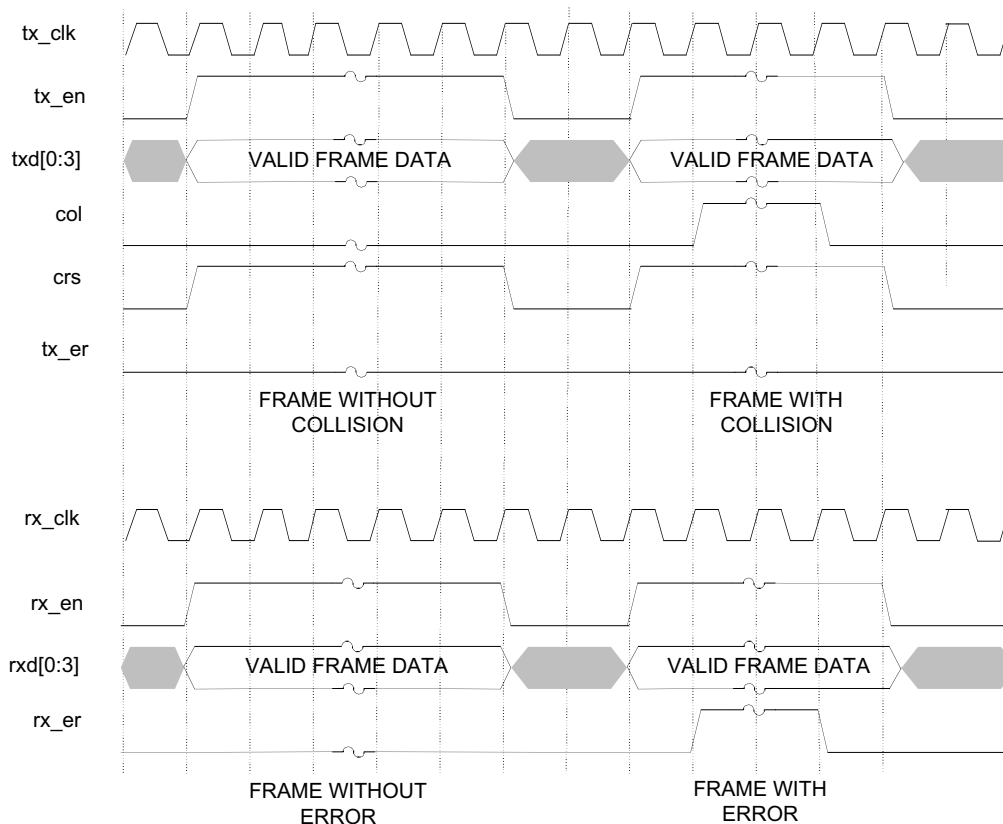 tx_clk
tx_en
txd[0:3]
VALID FRAME DATA
VALID FRAME DATA
col
crs
tx_er
FRAME WITHOUT
COLLISION
FRAME WITH
COLLISION
rx_clk
rx_en
rxd[0:3]
VALID FRAME DATA
VALID FRAME DATA
rx_er
FRAME WITHOUT
ERROR
FRAME WITH
ERROR